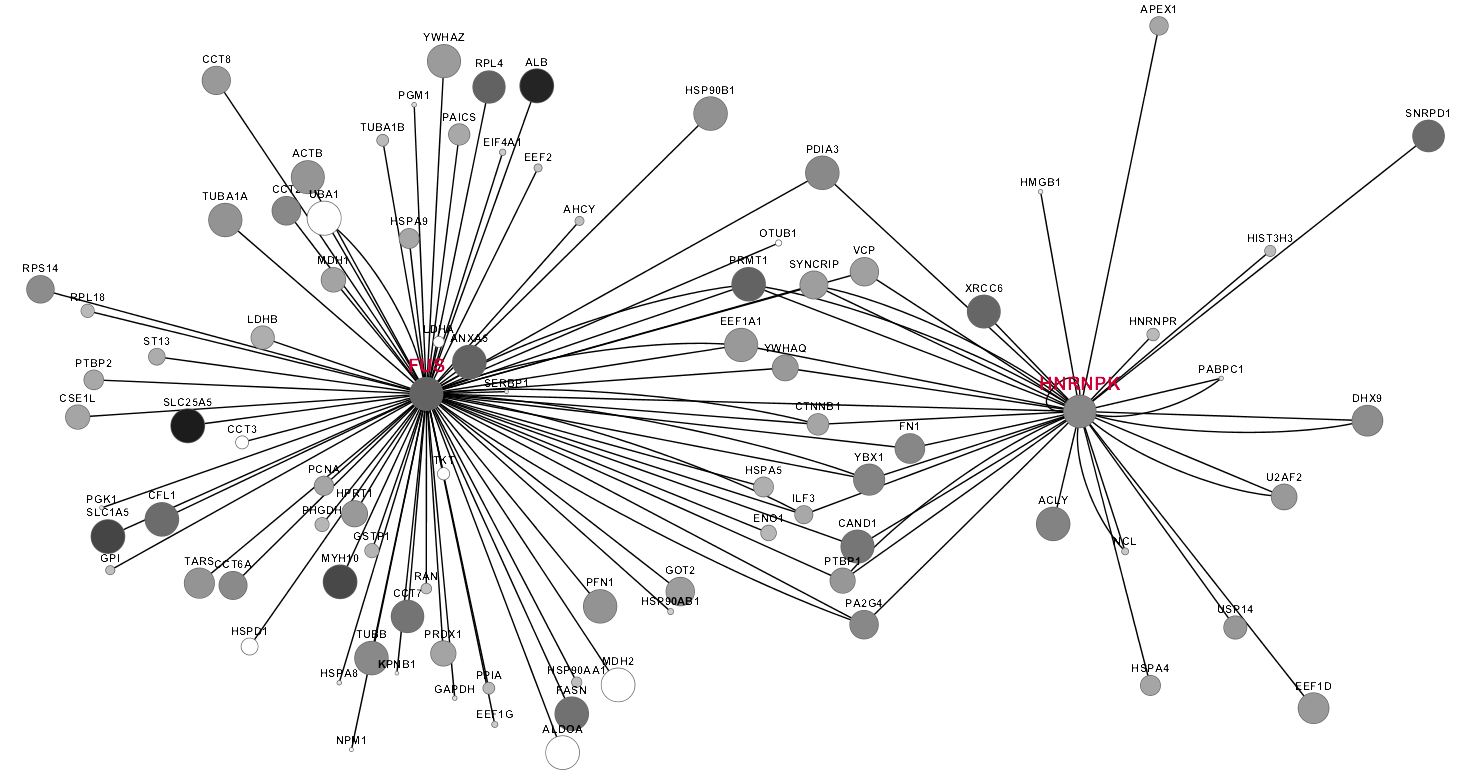 APEX1
YWHAZ
CCT8
RPL4
ALB
HSP90B1
PGM1
SNRPD1
PAICS
TUBA1B
EIF4A1
PDIA3
ACTB
EEF2
HMGB1
CCT2
UBA1
TUBA1A
AHCY
HSPA9
OTUB1
HIST3H3
VCP
MDH1
PRMT1
SYNCRIP
RPS14
XRCC6
RPL18
LDHB
EEF1A1
HNRNPR
LDHA
ANXA5
ST13
YWHAQ
FUS
PTBP2
PABPC1
SERBP1
HNRNPK
CSE1L
SLC25A5
DHX9
CTNNB1
CCT3
FN1
TKT
YBX1
PCNA
HSPA5
U2AF2
HPRT1
PGK1
CFL1
ILF3
ACLY
SLC1A5
PHGDH
ENO1
CAND1
GSTP1
NCL
GPI
TARS
CCT6A
MYH10
PTBP1
RAN
GOT2
PFN1
CCT7
HSP90AB1
PA2G4
USP14
HSPD1
TUBB
PRDX1
KPNB1
MDH2
HSPA8
HSP90AA1
HSPA4
PPIA
GAPDH
FASN
EEF1D
EEF1G
ALDOA
NPM1